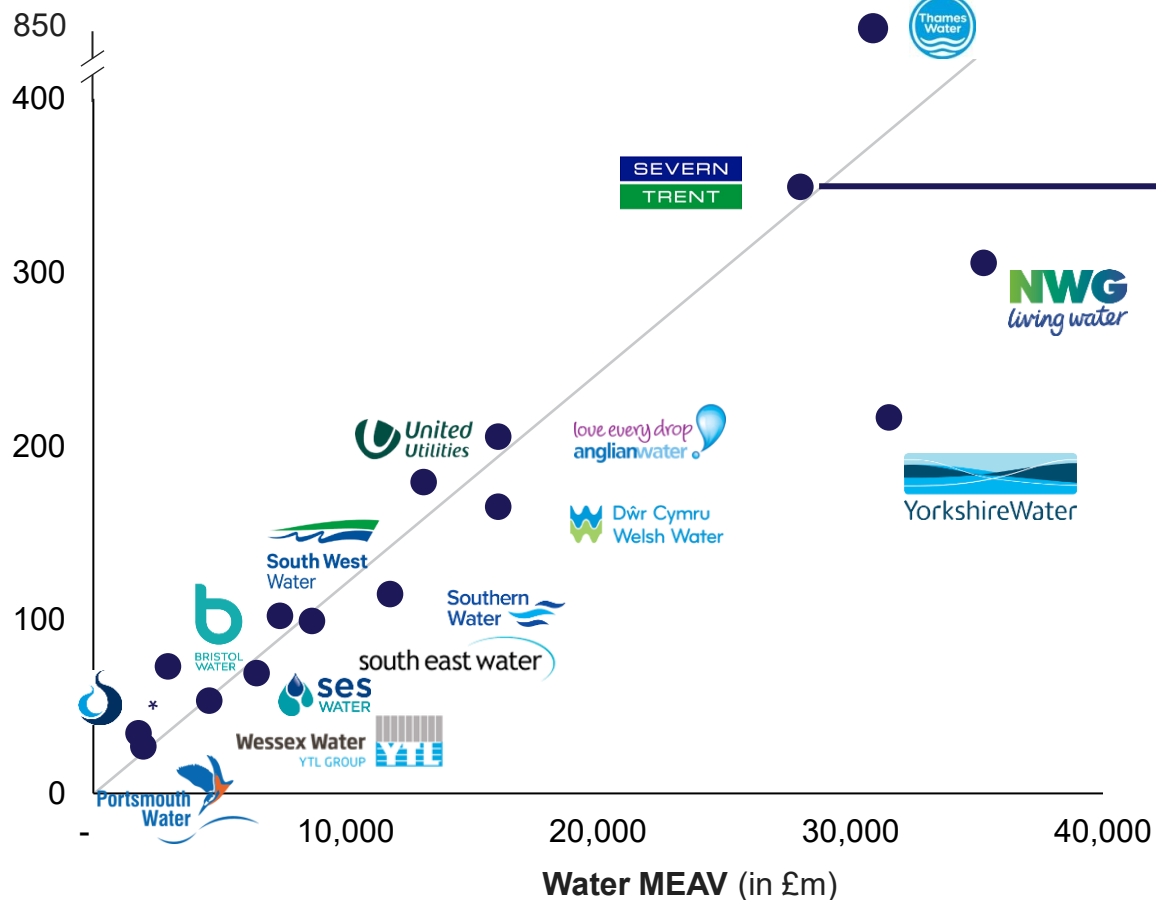 850
Thames
Water
400
SEVERN
TRENT
300
NWG
living water
200
United
Utilities
love every drop
anglianwater
YorkshireWater
Dŵr Cymru
Welsh Water
South West
Water
100
Southern
Water
BRISTOL
WATER
south east water
*
ses
WATER
Wessex Water
YTL GROUP
YTL
0
Portsmouth
Water
-
10,000
20,000
30,000
40,000
Water MEAV (in £m)